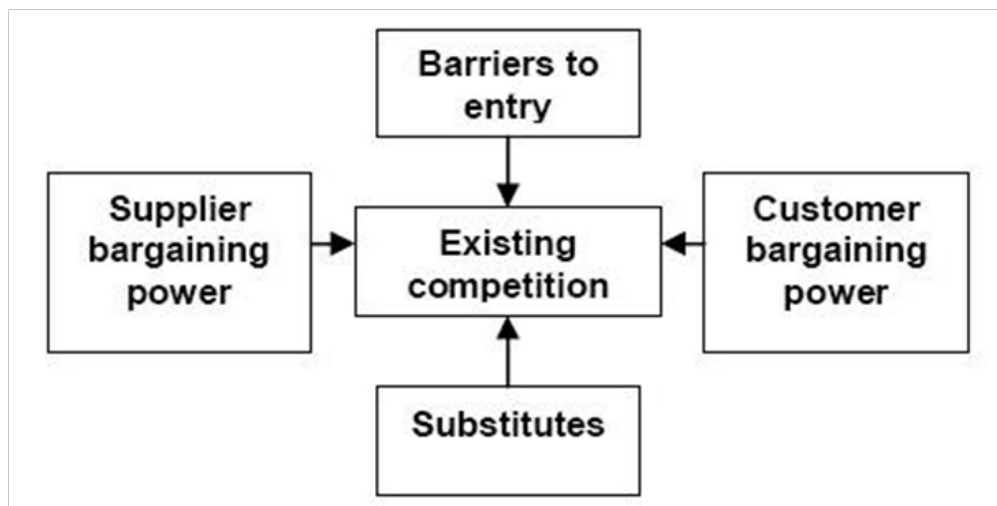 Barriers to
entry
Supplier
bargaining
power
Existing
competition
Customer
bargaining
power
Substitutes